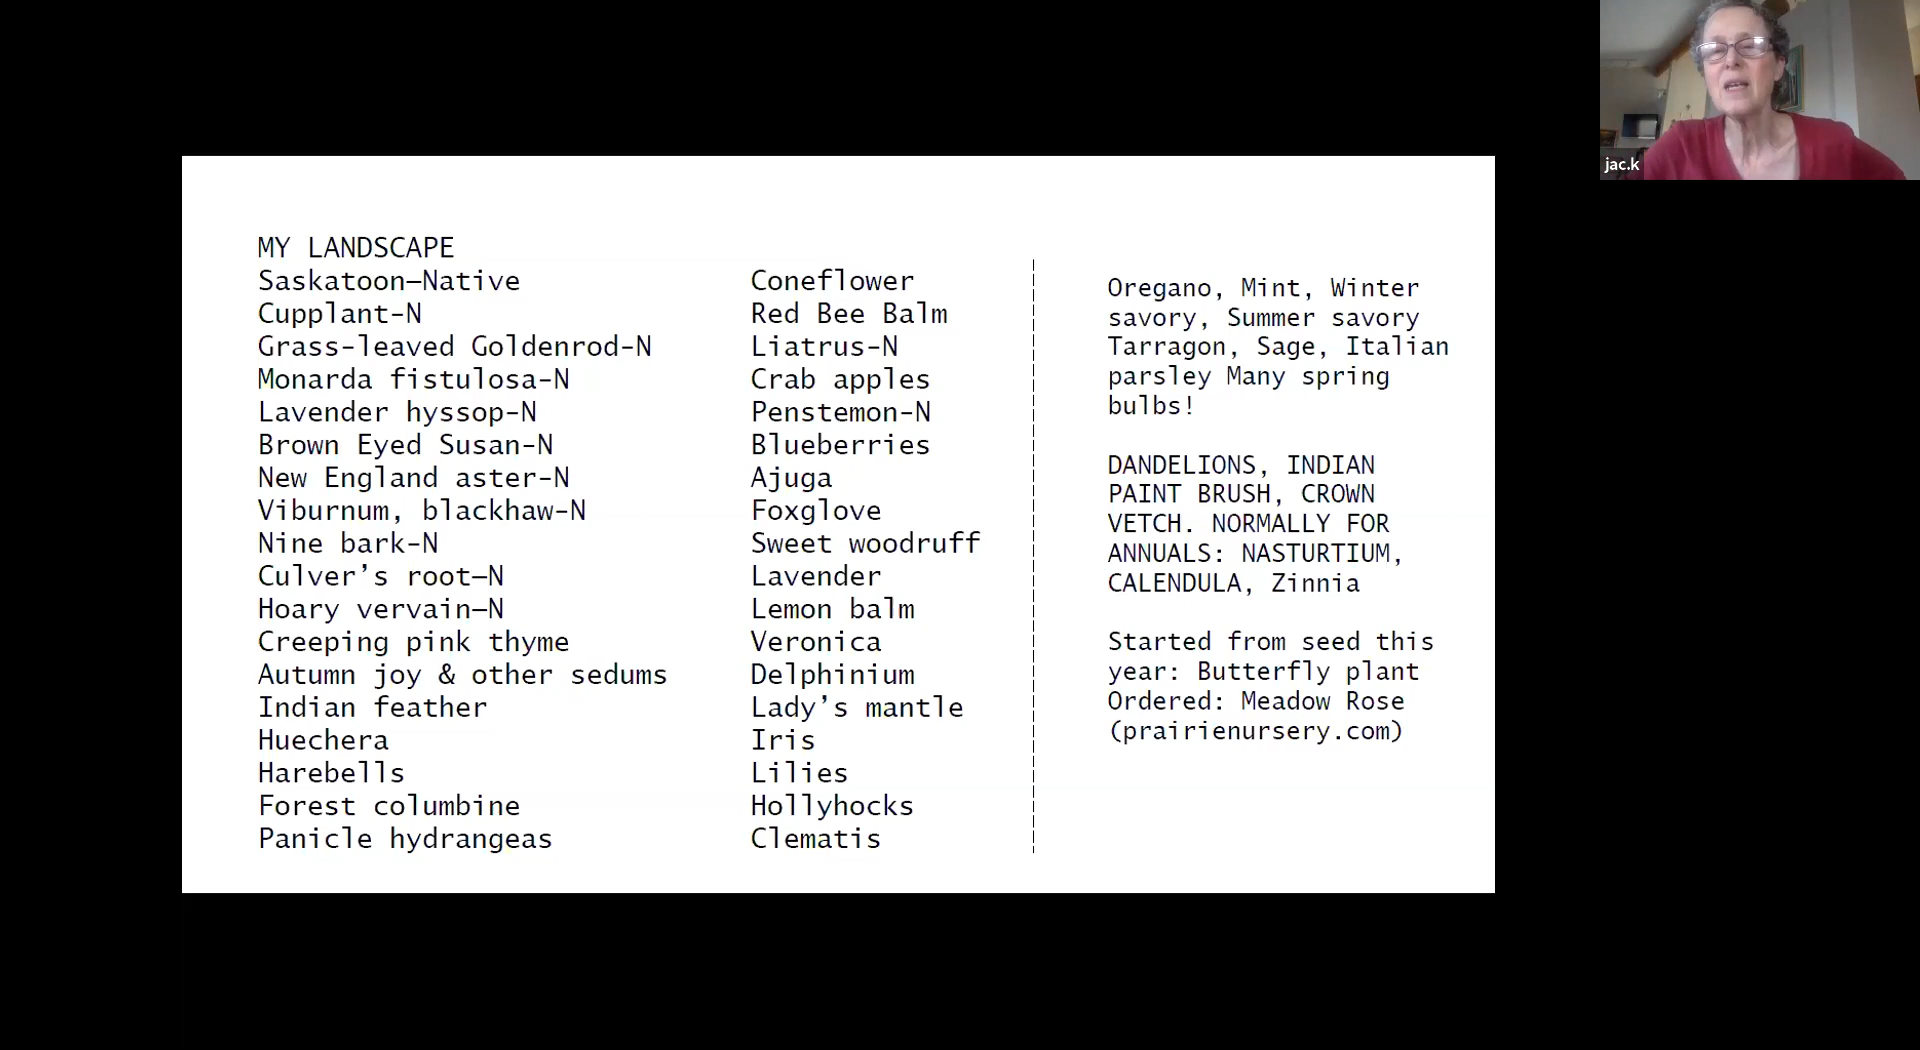 MY LANDSCAPE
Saskatoon—Native
Cupplant-N
Grass-leaved Goldenrod-N
Monarda fistulosa-N
Lavender hyssop-N
Brown Eyed Susan-N
New England aster-N
Viburnum, blackhaw-N
Nine bark-N
Culver’s root—N
Hoary vervain—N
Creeping pink thyme
Autumn joy & other sedums
Indian feather
Huechera
Harebells
Forest columbine
Panicle hydrangeas
Coneflower
Red Bee Balm
Liatrus-N
Crab apples
Penstemon-N
Blueberries
Ajuga
Foxglove
Sweet woodruff
Lavender
Lemon balm
Veronica
Delphinium
Lady’s mantle
Iris
Lilies
Hollyhocks
Clematis
Oregano, Mint, Winter
savory, Summer savory
Tarragon, Sage, Italian
parsley Many spring
bulbs!
DANDELIONS, INDIAN
PAINT BRUSH, CROWN
VETCH. NORMALLY FOR
ANNUALS: NASTURTIUM,
CALENDULA, Zinnia
Started from seed this
year: Butterfly plant
Ordered: Meadow Rose
(prairienursery.com)
jac.k